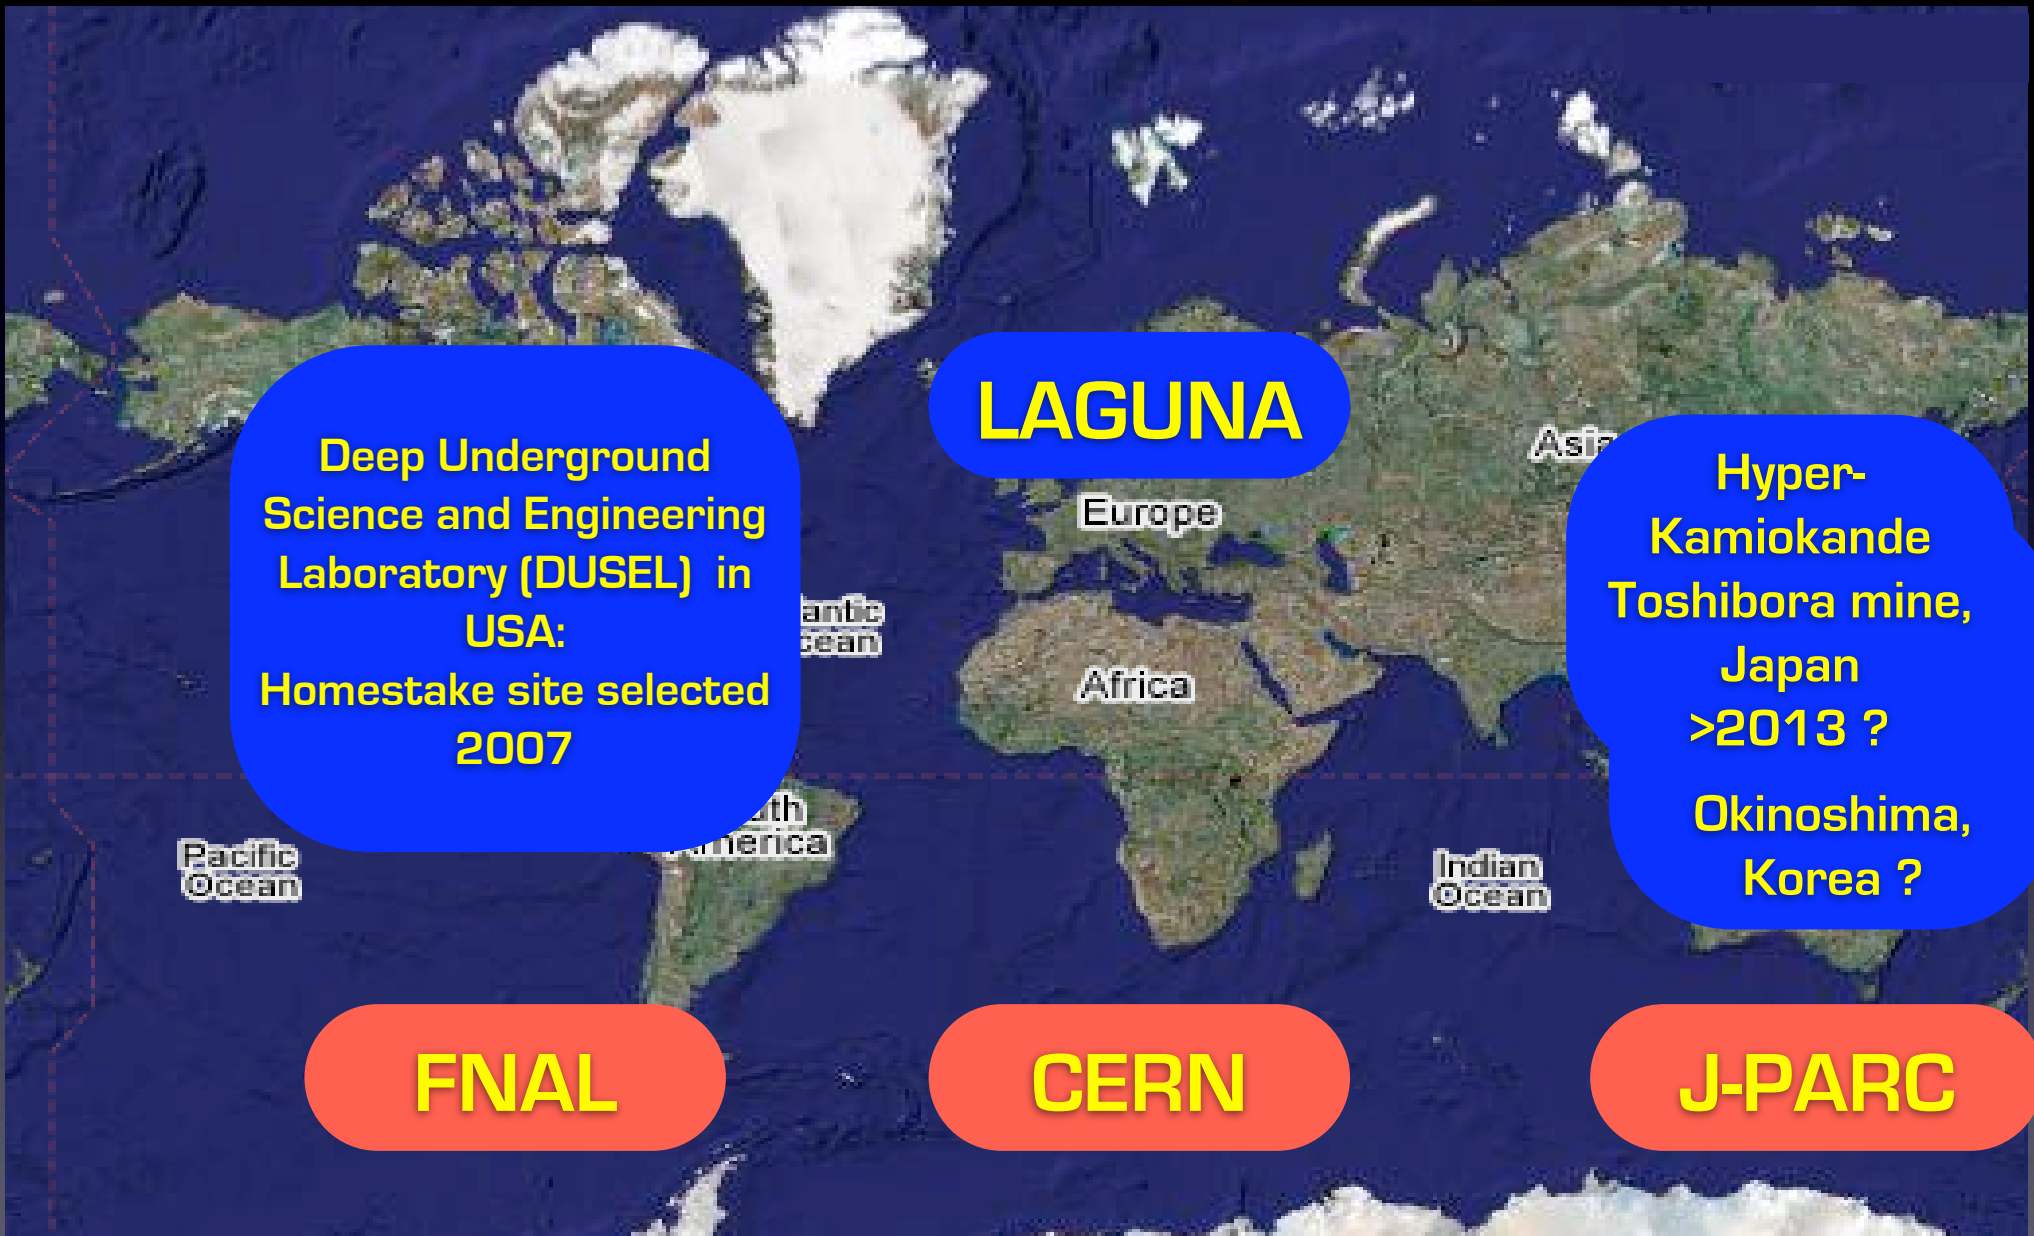 Deep Underground
Science and Engineering
Laboratory (DUSEL) in
USA:
Homestake site selected
2007
LAGUNA
Europe
Africa
Hyper-
Kamiokande
Toshibora mine,
Japan
>2013 ?
Okinoshima,
Korea ?
Pacific
Ocean
Indian
Ocean
FNAL
CERN
J-PARC